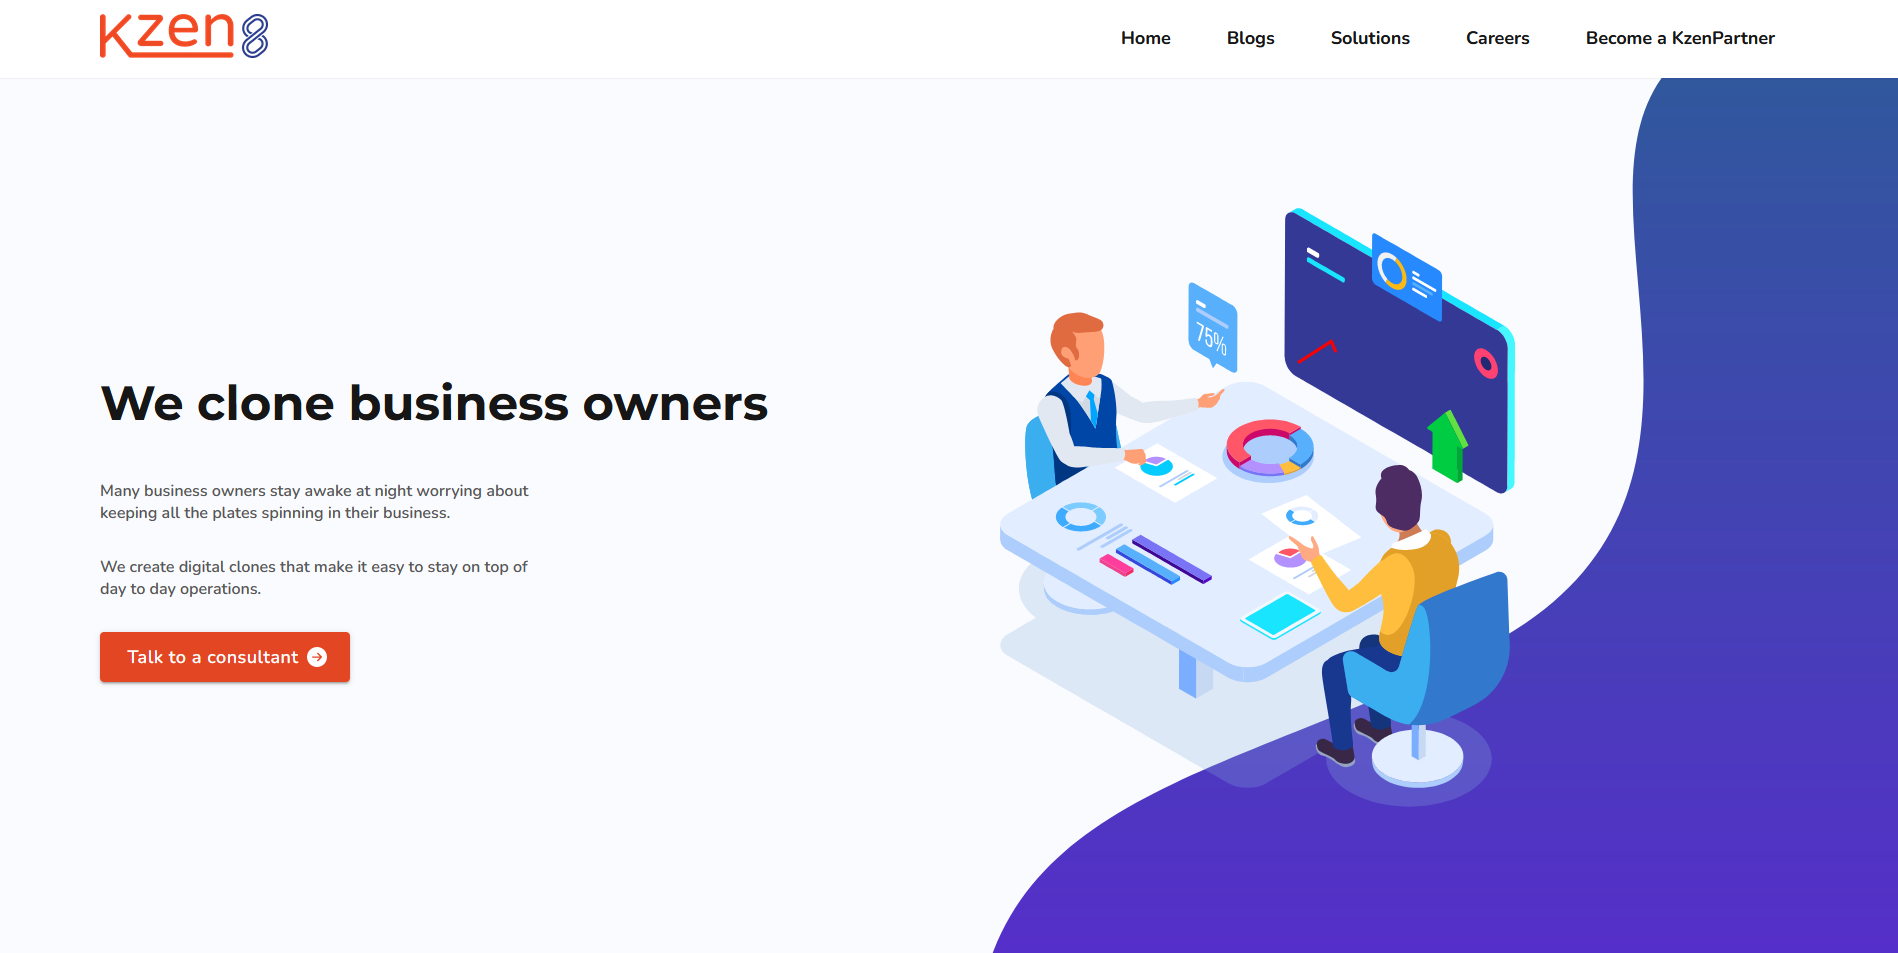 kzen8
Home
Blogs
Solutions
Careers
Become a KzenPartner
We clone business owners
Many business owners stay awake at night worrying about
keeping all the plates spinning in their business.
We create digital clones that make it easy to stay on top of
day to day operations.
Talk to a consultant
75%